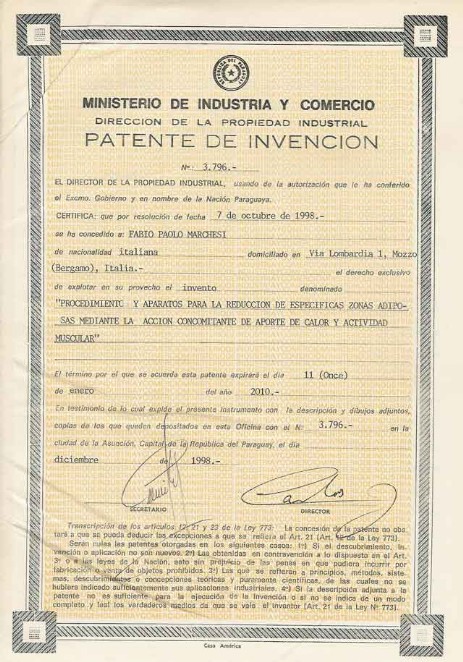 MINISTERIO DE INDUSTRIA Y COMERCIO
DIRECCION DE LA PROPIEDAD INDUSTRIAL
PATENTE DE INVENCION
Nº 3.796.-
EL DIRECTOR DE LA PROPIEDAD INDUSTRIAL, usando de la autorización que le ha conferido
el Excmo. Gobierno y en nombre de la Nación Paraguaya.
CERTIFICA: que por resolución de fecha 7 de octubre de 1998.-
se ha concedido a: FABIO PAOLO MARCHESI
de nacionalidad italiana domiciliado en Via Lombardia 1, Mozzo
(Bergamo), Italia.- el derecho exclusivo
de explotar en su provecho el invento denominado
"PROCEDIMIENTO Y APARATOS PARA LA REDUCCION DE ESPECIFICAS ZONAS ADIPO-
SAS MEDIANTE LA ACCION CONCOMITANTE DE APORTE DE CALOR Y ACTIVIDAD
MUSCULAR"
El término por el que se acuerda esta patente expirará el día 11 (Once)
de enero del año 2010.-
En testimonio de lo cual expide el presente instrumento con la descripción y dibujos adjuntos,
copias de los que quedan depositados en esta Oficina con el Nº 3.796.- en la
ciudad de la Asunción, Capital de la República del Paraguay, el día
diciembre de 1998.-
SECRETARIO DIRECTOR
Transcripción de los artículos 12, 21 y 23 de la Ley 773: La concesión de la patente no obs-
tará a que se pueda deducir las excepciones a que se refiera el Art. 21 (Art. de la Ley 773)
Serán nulas las patentes otorgadas en los siguientes casos: 1º) Si el descubrimiento, in-
vención o aplicación no son nuevos. 2º) Las obtenidas en contravención a lo dispuesto en el Art.
3º o a las leyes de la Nación, esto sin perjuicio de las penas en que pudiera incurrir por
fabricación o venta de objetos prohibidos. 3º) Las que se refieran a principios, métodos, siste-
mas, descubrimientos o concepciones teóricas y puramente científicas, de las cuales no se
hubiera indicado suficientemente sus aplicaciones industriales. 4º) Si la descripción adjunta a la
patente no es suficiente para la ejecución de la invención o si no se indica de un modo
completo y leal los verdaderos medios de que se vale el inventor (Art. 21 de la Ley Nº 773).
Casa América